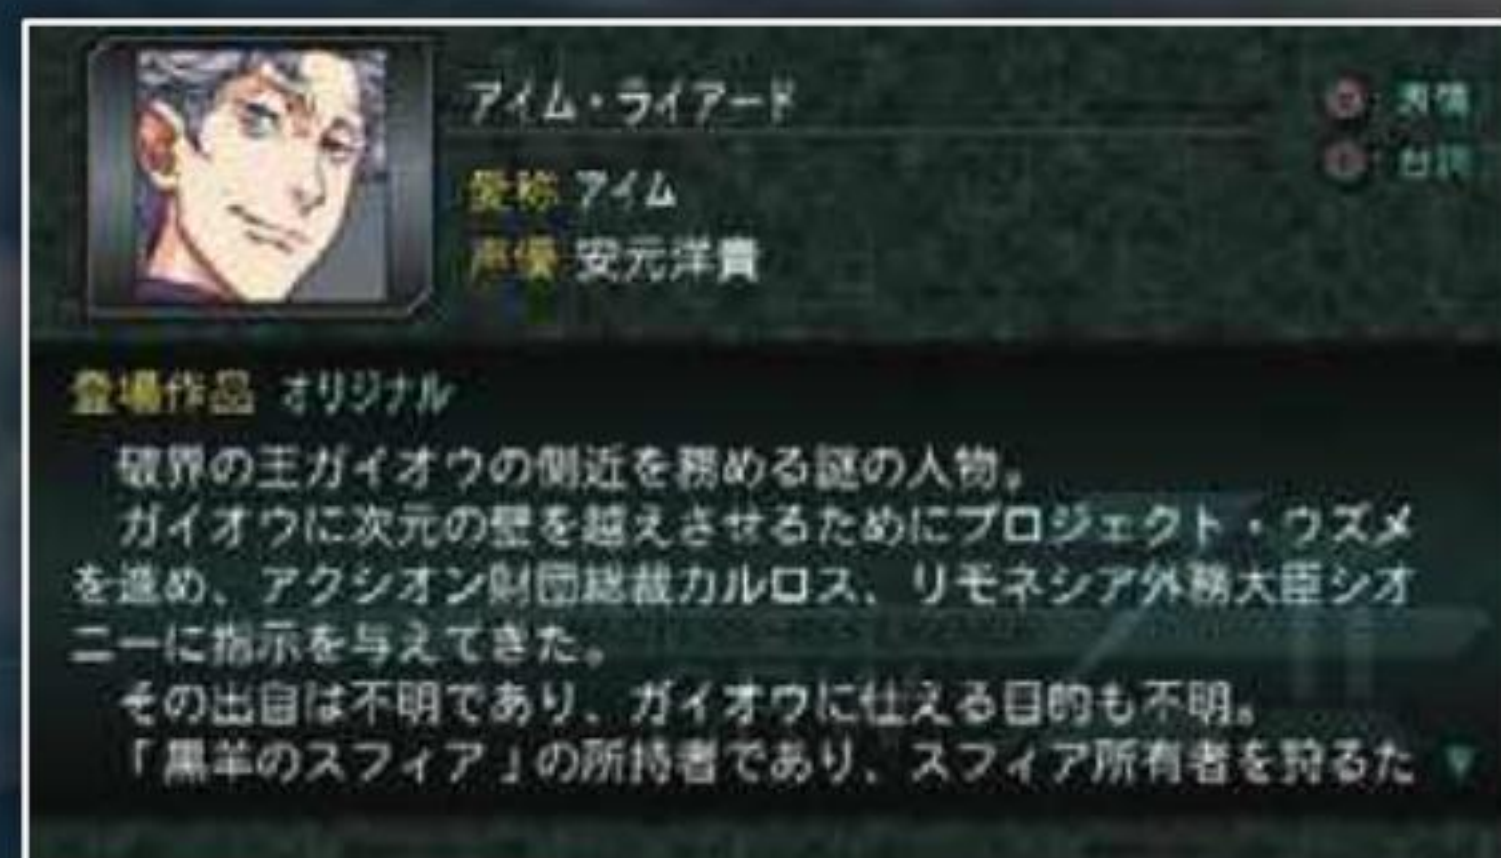 アイム・ライアード
表情
台詞
愛称 アイム
声優 安元洋貴
登場作品 オリジナル
破界の王ガイオウの側近を務める謎の人物。
ガイオウに次元の壁を越えさせるためにプロジェクト・ウズメ
を進め、アクシオン財団総裁カルロス、リモネシア外務大臣シオ
ニーに指示を与えてきた。
その出自は不明であり、ガイオウに仕える目的も不明。
「黒羊のスフィア」の所持者であり、スフィア所有者を狩るた